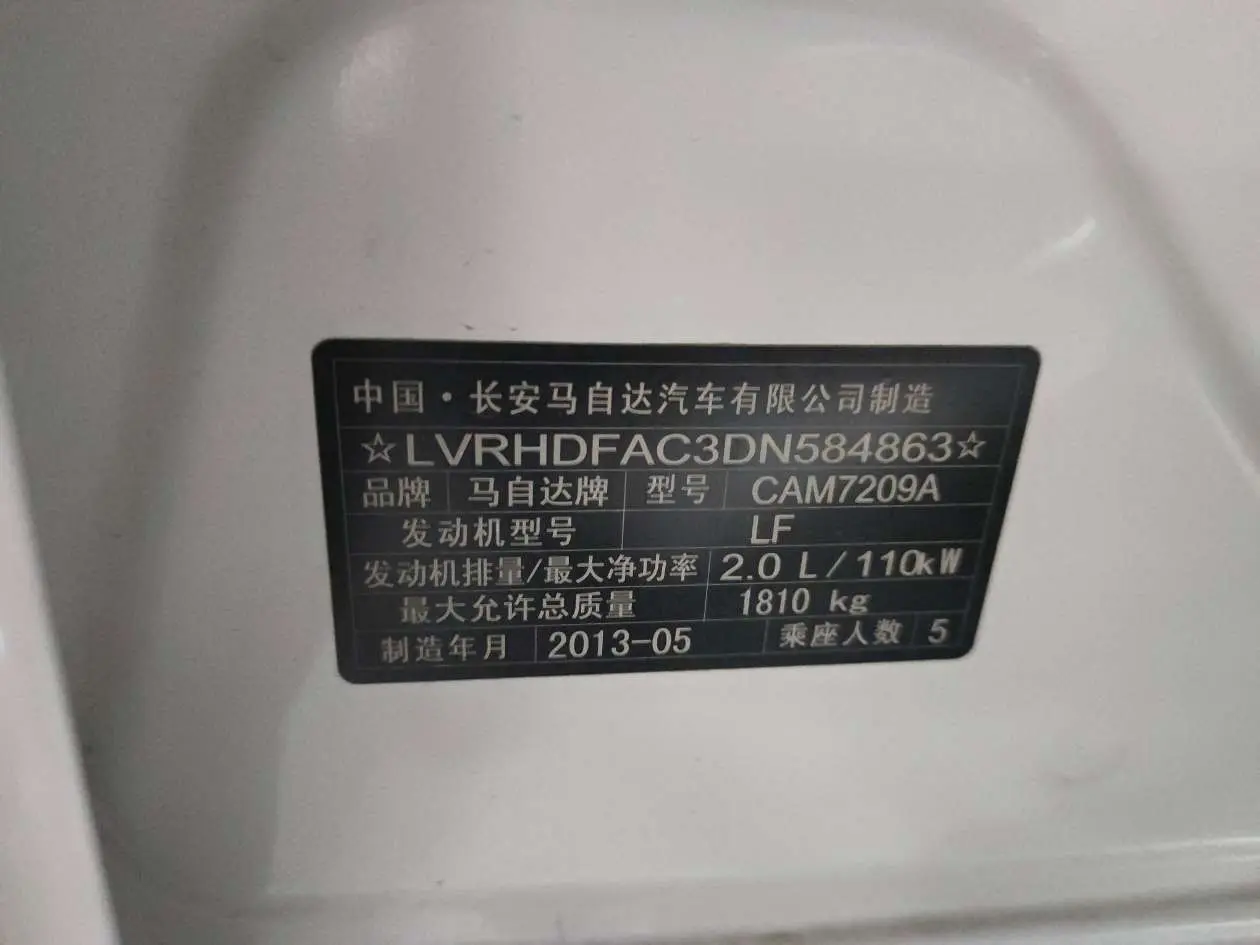 中国·长安马自达汽车有限公司制造
☆LVRHDFAC3DN584863☆
品牌 马自达牌 型号 CAM7209A
发动机型号 LF
发动机排量/最大净功率 2.0 L/110kW
最大允许总质量 1810 kg
制造年月 2013-05 乘座人数 5